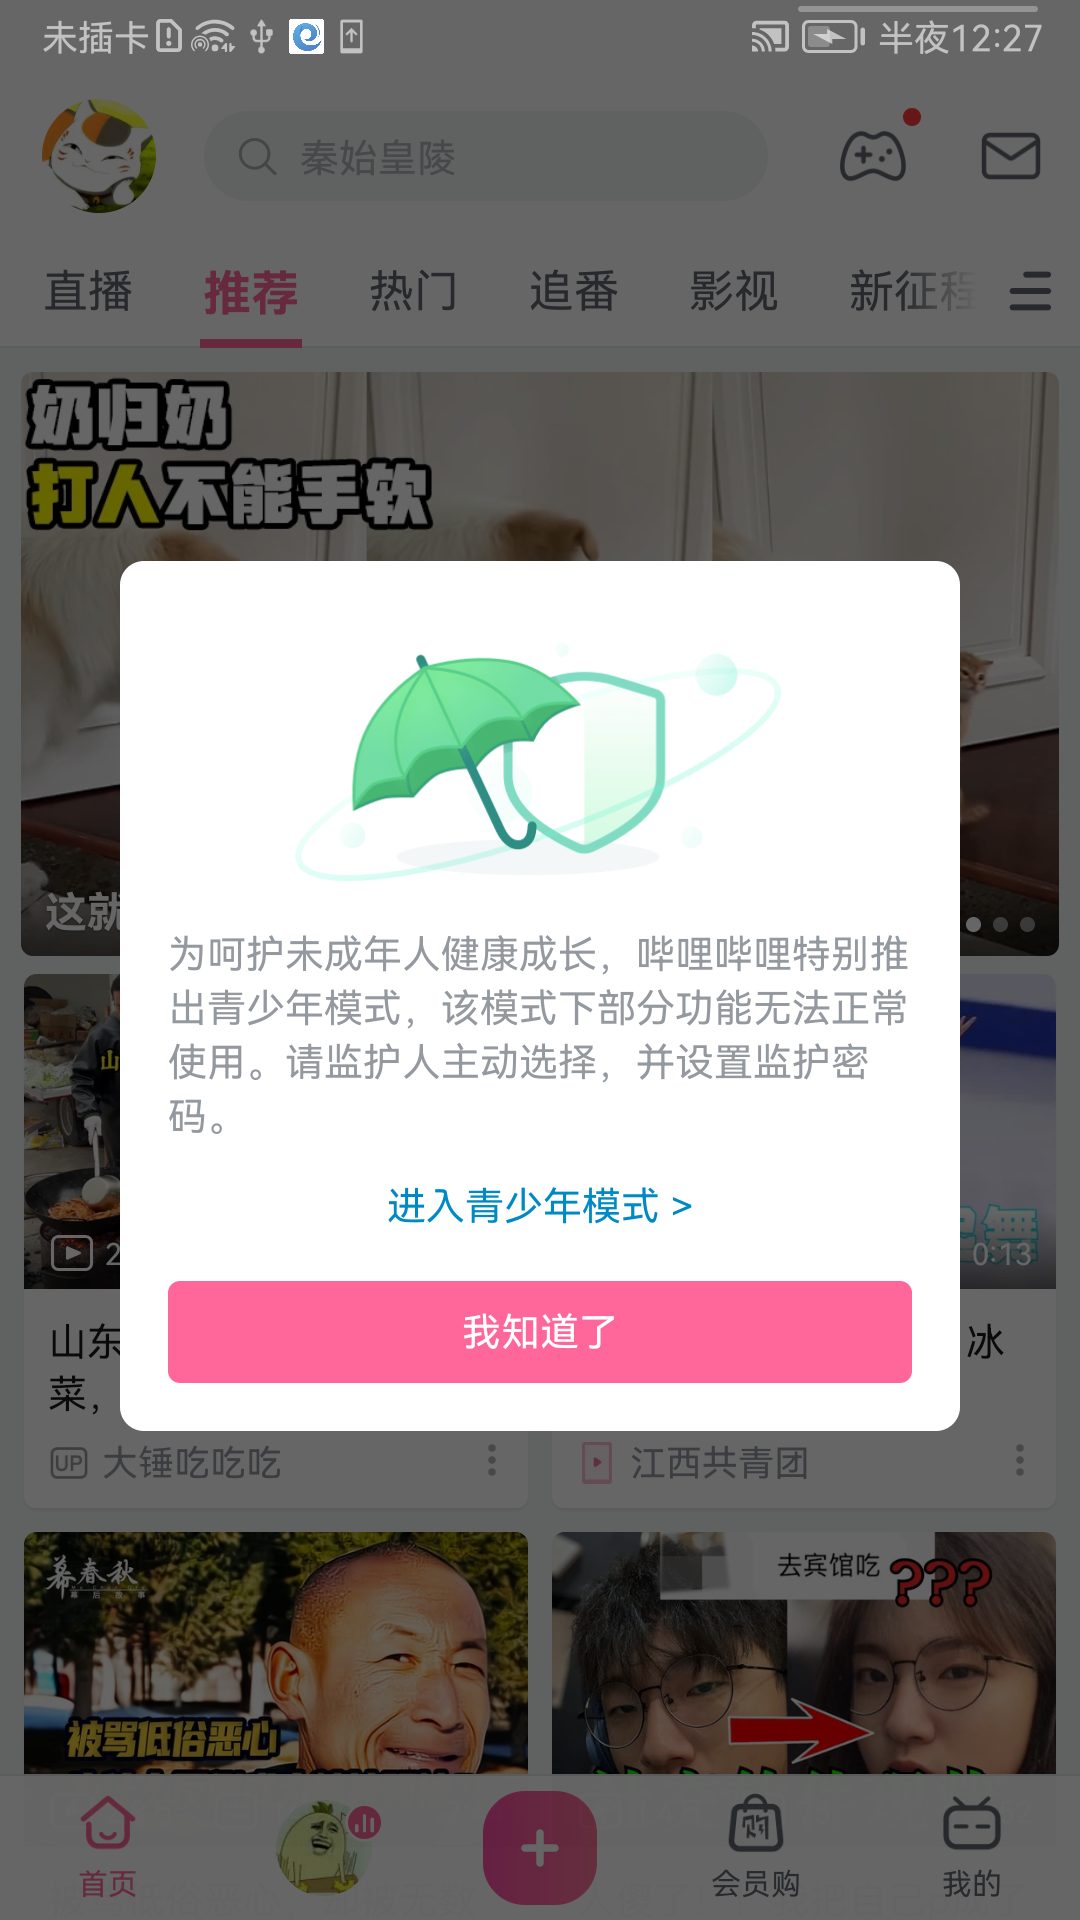 未插卡 半夜12:27
秦始皇陵
直播 推荐 热门 追番 影视 新征程
奶归奶
打人不能手软
为呵护未成年人健康成长，哔哩哔哩特别推
出青少年模式，该模式下部分功能无法正常
使用。请监护人主动选择，并设置监护密
码。
进入青少年模式 >
我知道了
这就
山
2
0:13
山东
菜，
冰
UP 大锤吃吃吃
江西共青团
幕春秋
幕后故事
被骂低俗恶心
去宾馆吃 ???
首页
会员购
我的